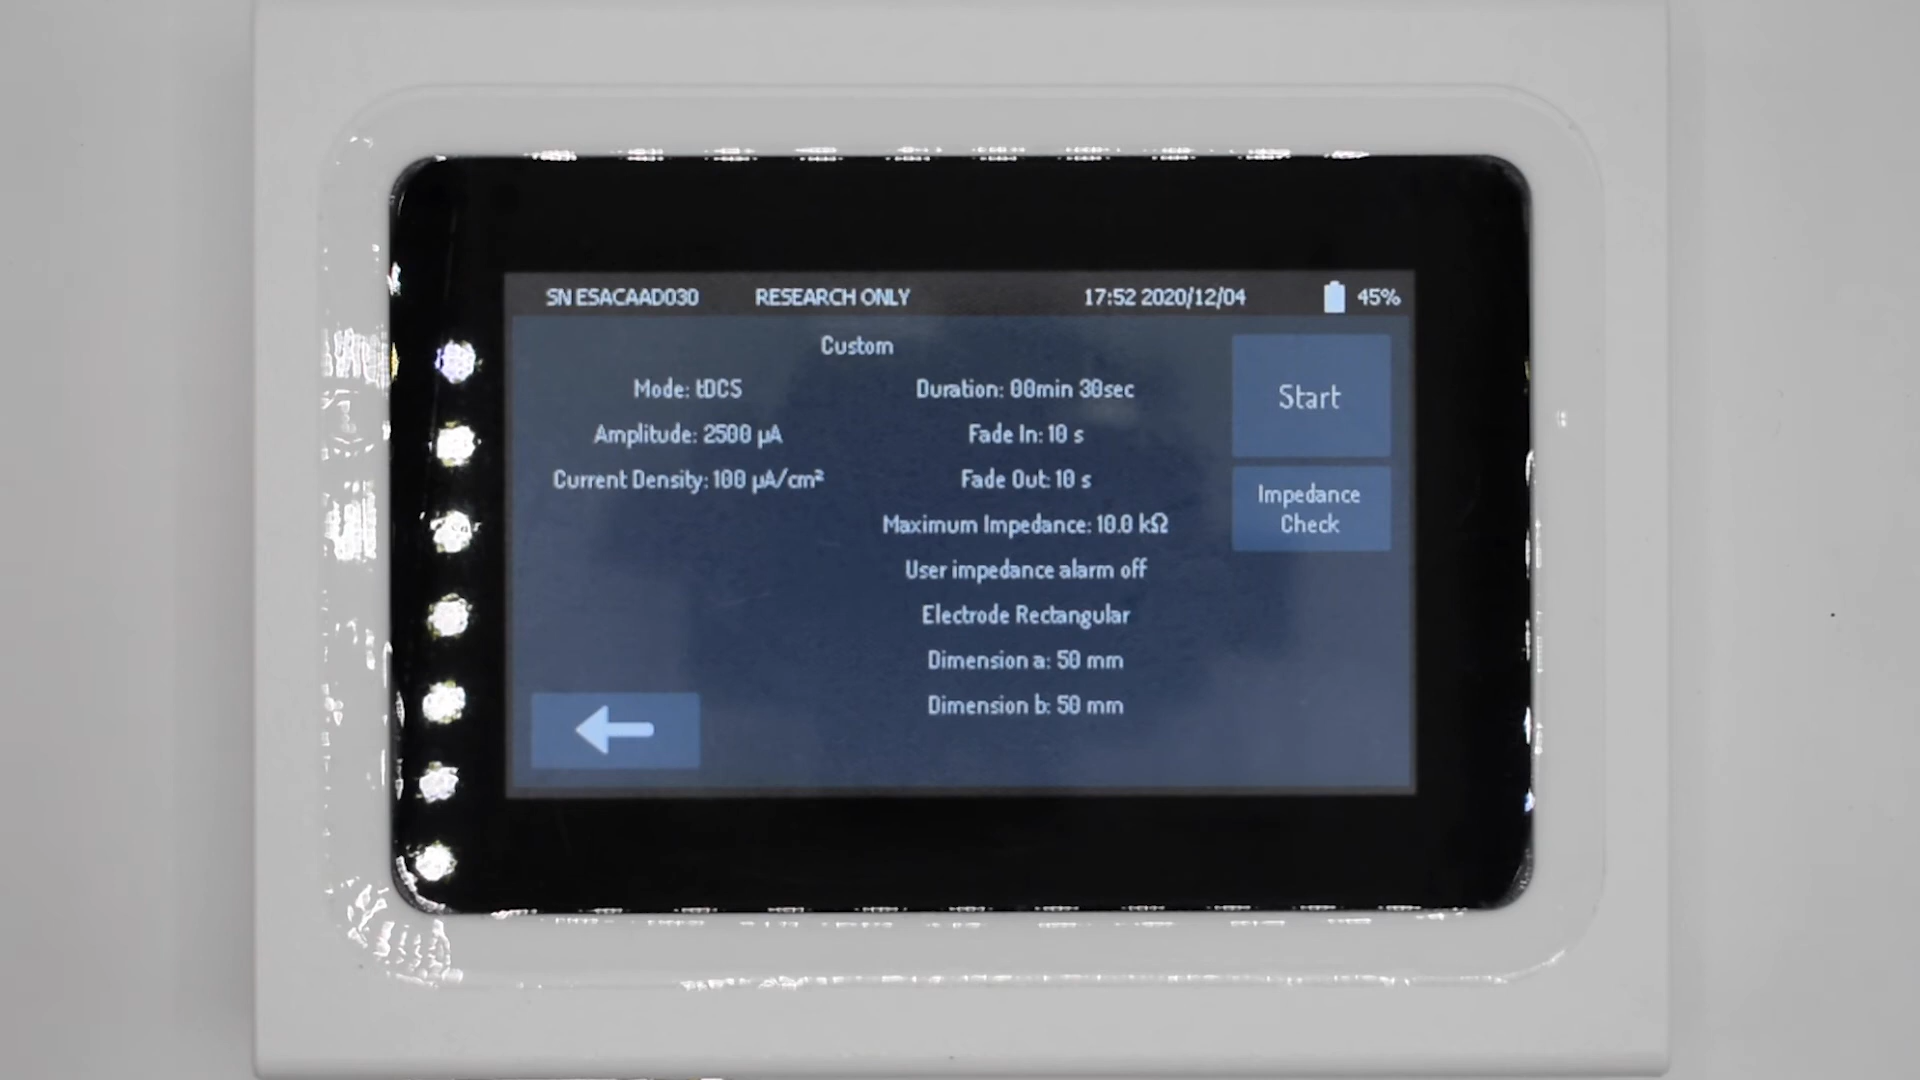 SN ESACAAD030 RESEARCH ONLY 17:52 2020/12/04 45%
Custom
Mode: tDCS
Amplitude: 2500 µA
Current Density: 100 µA/cm²
Duration: 00min 30sec
Fade In: 10 s
Fade Out: 10 s
Maximum Impedance: 10.0 kΩ
User impedance alarm off
Electrode Rectangular
Dimension a: 50 mm
Dimension b: 50 mm
Start
Impedance
Check